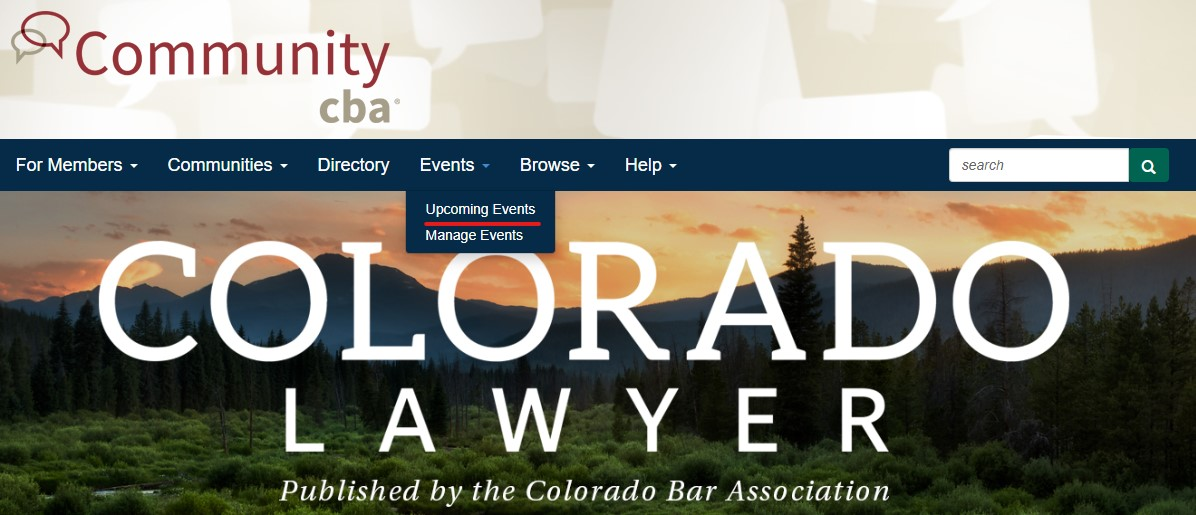 Community
cba®
For Members
Communities
Directory
Events
Browse
Help
search
Upcoming Events
Manage Events
COLORADO
LAWYER
Published by the Colorado Bar Association